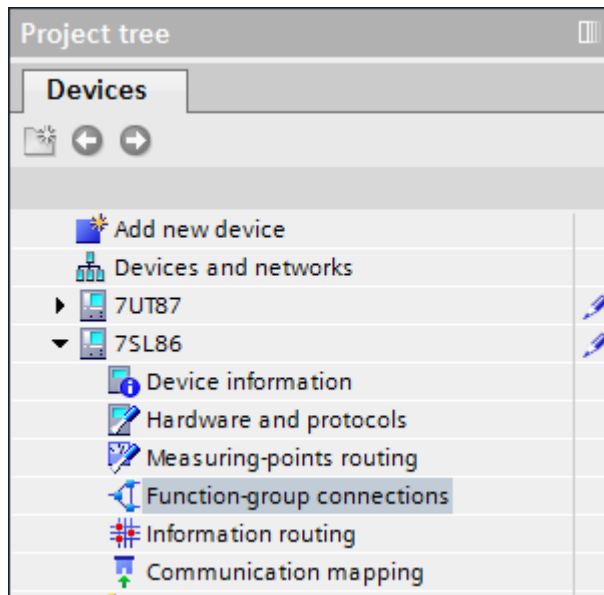 Project tree
Devices
Add new device
Devices and networks
7UT87
7SL86
Device information
Hardware and protocols
Measuring-points routing
Function-group connections
Information routing
Communication mapping